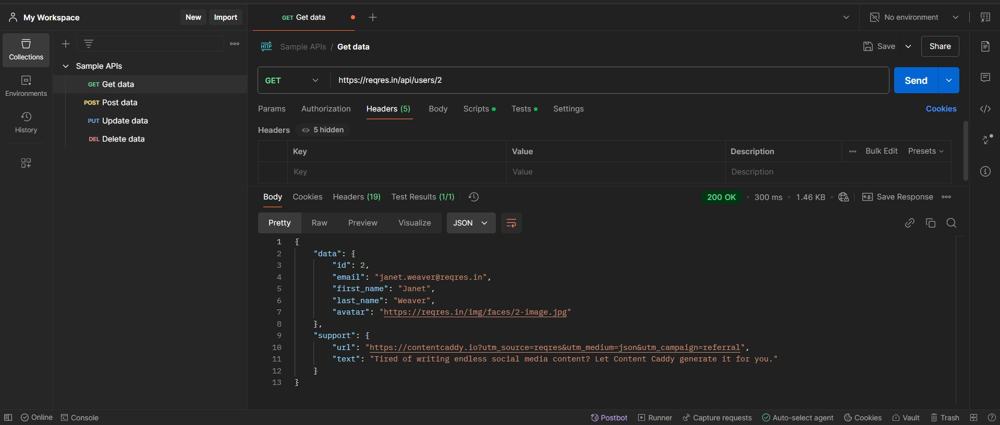 My Workspace
New
Import
GET Get data
No environment
Collections
Environments
History
Sample APIs
GET Get data
POST Post data
PUT Update data
DEL Delete data
HTTP Sample APIs / Get data
Save
Share
GET
https://reqres.in/api/users/2
Send
Params Authorization Headers (5) Body Scripts Tests Settings
Cookies
Headers 5 hidden
Key Value Description Bulk Edit Presets
Key Value Description
Body Cookies Headers (19) Test Results (1/1)
200 OK • 300 ms • 1.46 KB • e.g. Save Response
Pretty Raw Preview Visualize JSON
1 {
2 "data": {
3 "id": 2,
4 "email": "janet.weaver@reqres.in",
5 "first_name": "Janet",
6 "last_name": "Weaver",
7 "avatar": "https://reqres.in/img/faces/2-image.jpg"
8 },
9 "support": {
10 "url": "https://contentcaddy.io?utm_source=reqres&utm_medium=json&utm_campaign=referral",
11 "text": "Tired of writing endless social media content? Let Content Caddy generate it for you."
12 }
13 }
Online Console
Postbot Runner Capture requests Auto-select agent Cookies Vault Trash